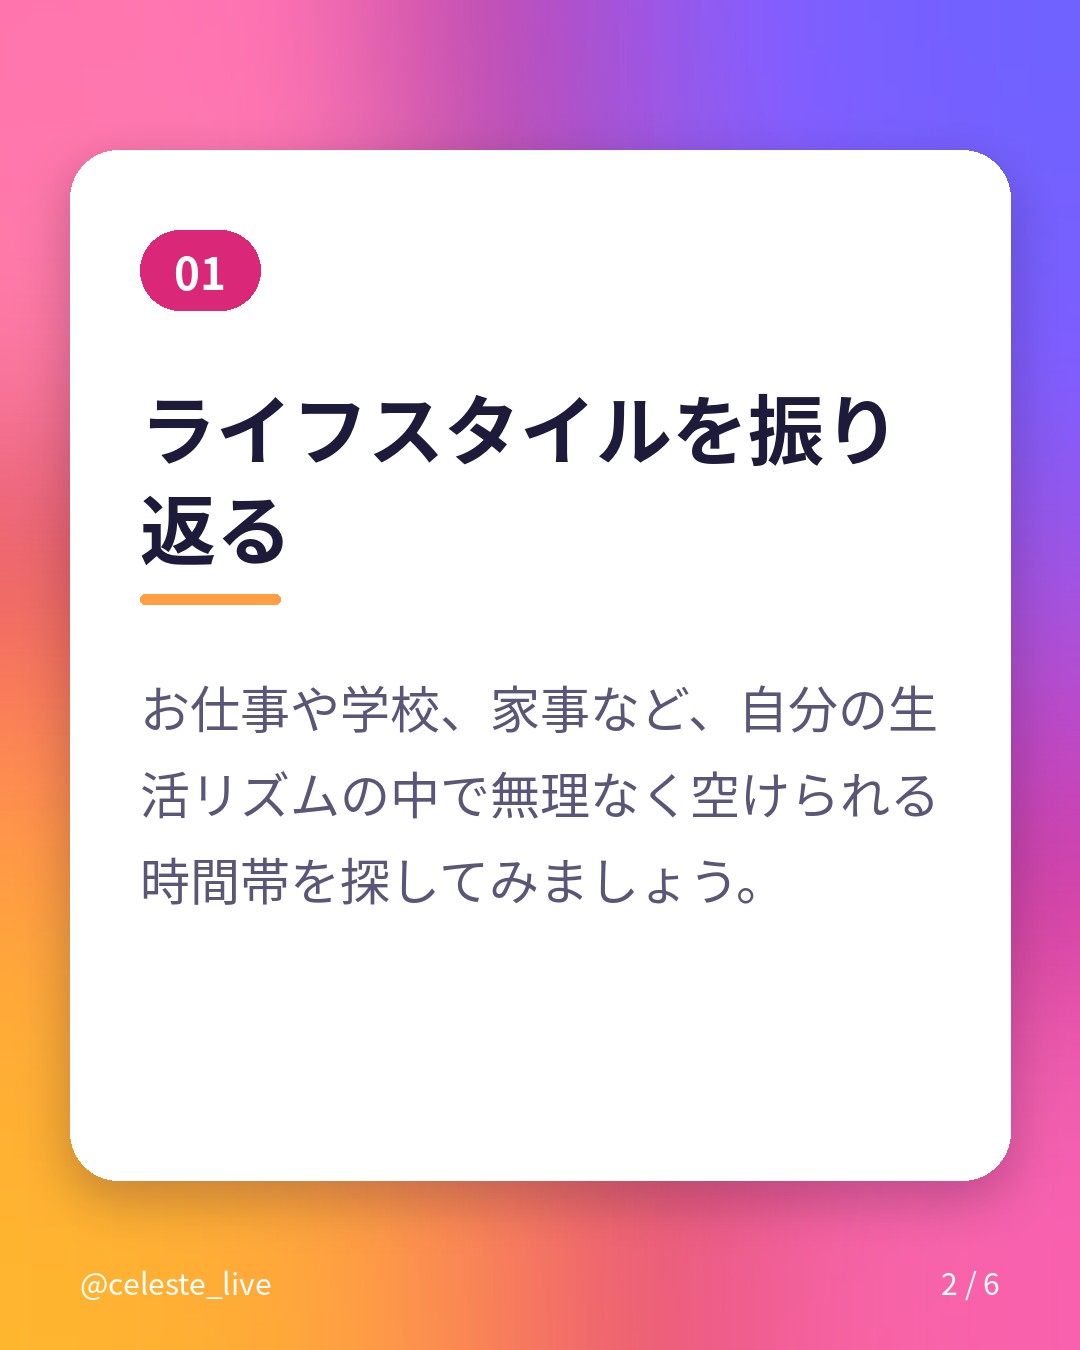 01
ライフスタイルを振り
返る
お仕事や学校、家事など、自分の生
活リズムの中で無理なく空けられる
時間帯を探してみましょう。
@celeste_live
2 / 6